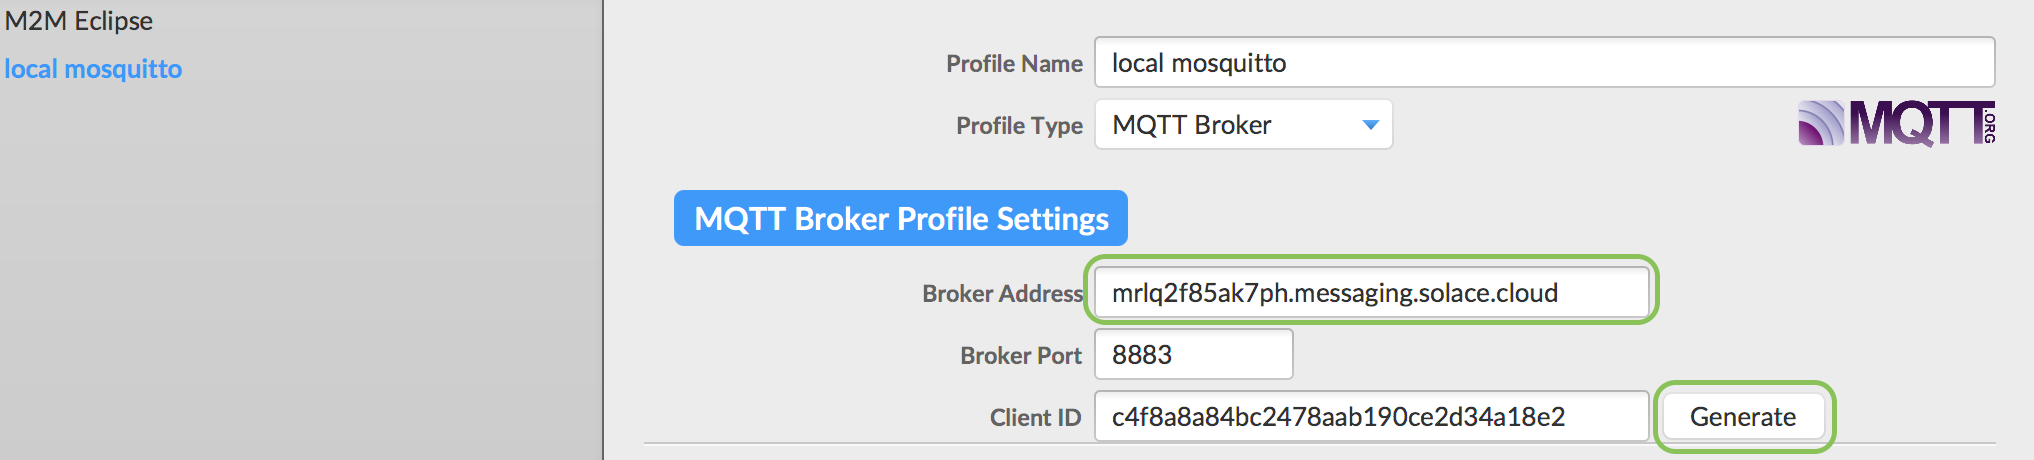 M2M Eclipse
local mosquitto
Profile Name local mosquitto
Profile Type MQTT Broker
MQTT.ORG
MQTT Broker Profile Settings
Broker Address mrlq2f85ak7ph.messaging.solace.cloud
Broker Port 8883
Client ID c4f8a8a84bc2478aab190ce2d34a18e2 Generate